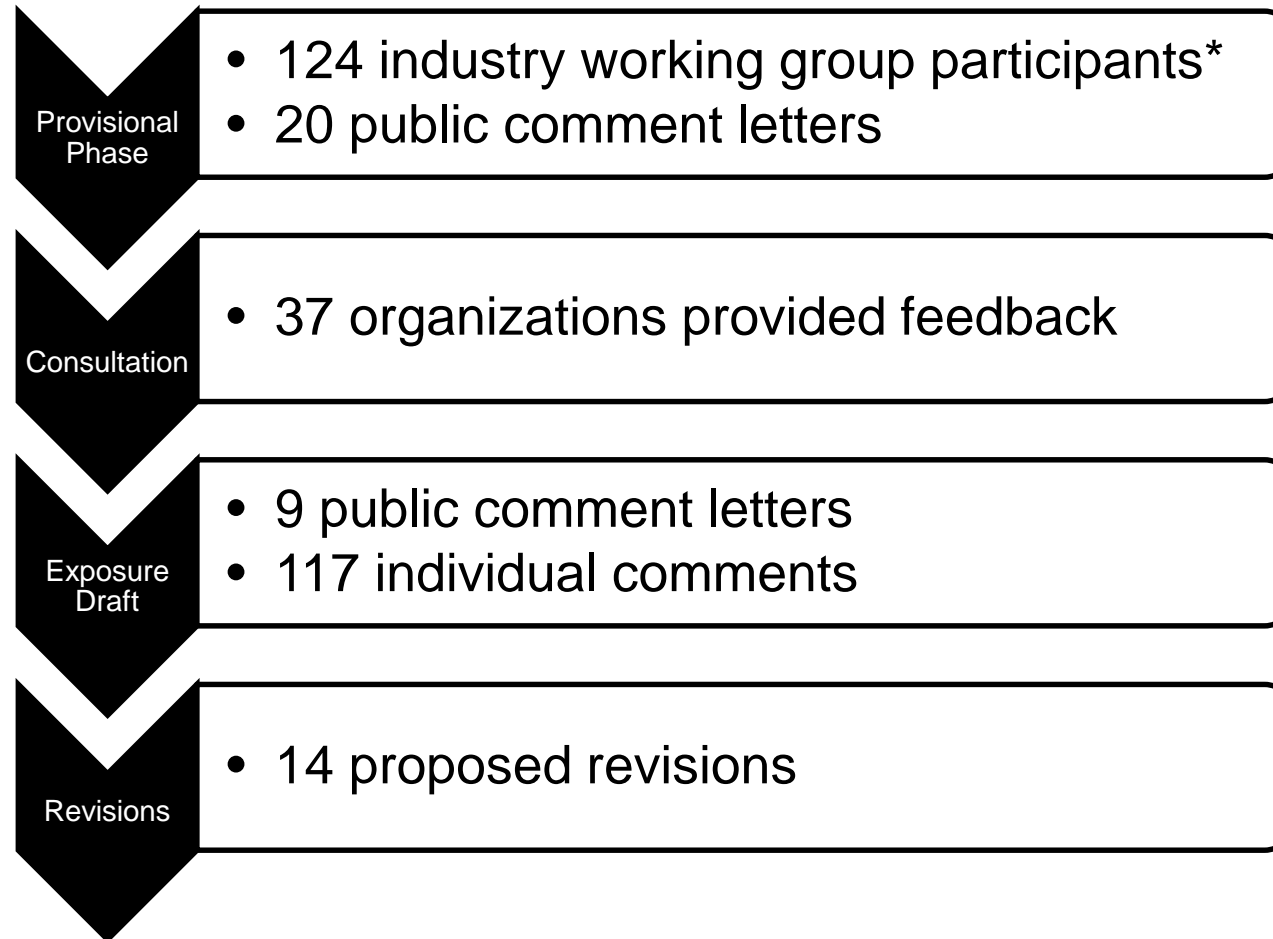 Provisional
Phase
• 124 industry working group participants*
• 20 public comment letters
Consultation
• 37 organizations provided feedback
Exposure
Draft
• 9 public comment letters
• 117 individual comments
Revisions
• 14 proposed revisions